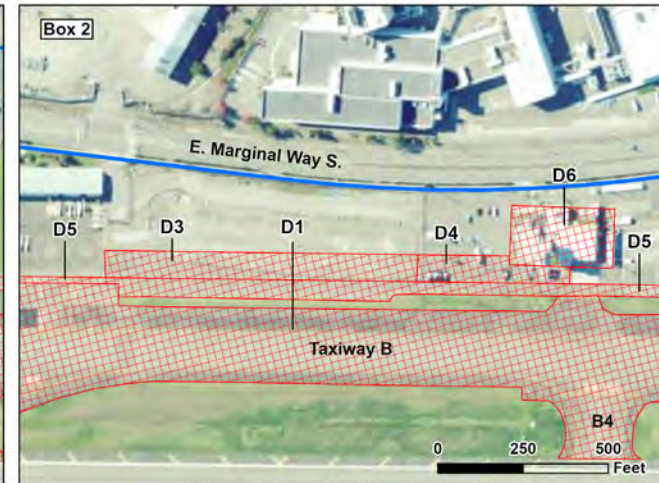 Box 2
E. Marginal Way S.
D6
D5
D3
D1
D4
D5
Taxiway B
B4
0 250 500
Feet